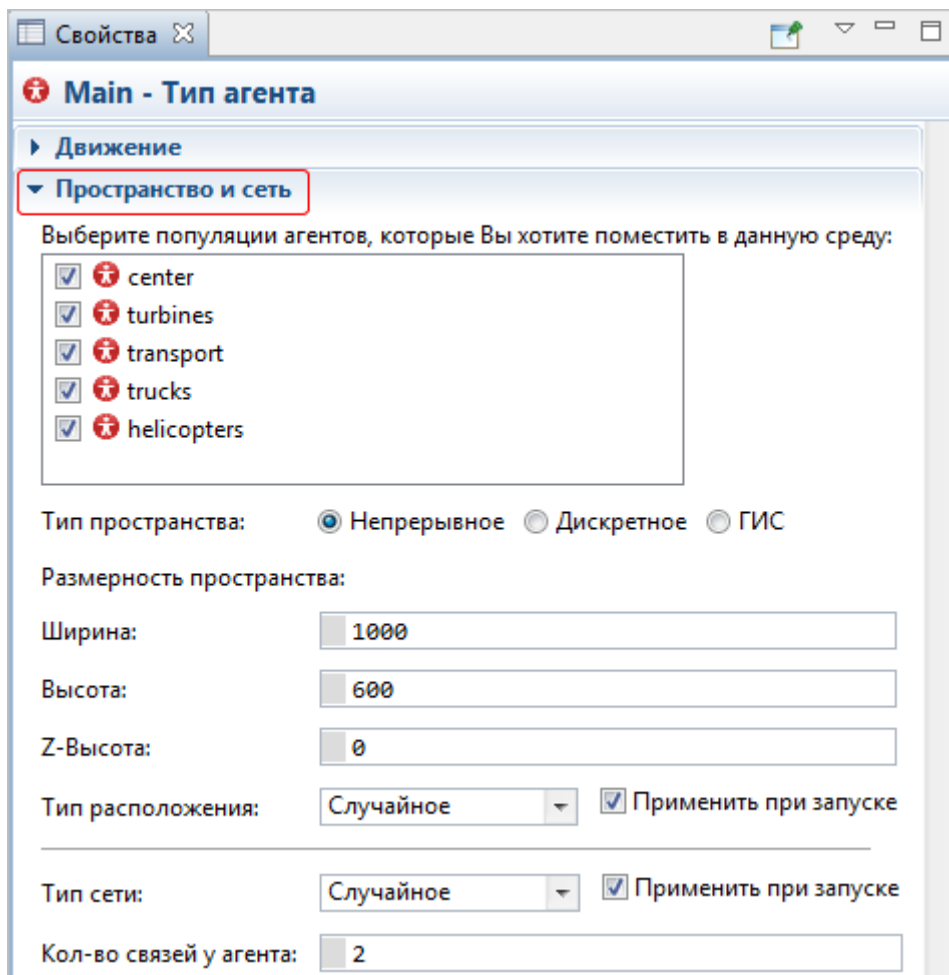 Свойства
Main - Тип агента
Движение
Пространство и сеть
Выберите популяции агентов, которые Вы хотите поместить в данную среду:
center
turbines
transport
trucks
helicopters
Тип пространства: Непрерывное Дискретное ГИС
Размерность пространства:
Ширина: 1000
Высота: 600
Z-Высота: 0
Тип расположения: Случайное Применить при запуске
Тип сети: Случайное Применить при запуске
Кол-во связей у агента: 2